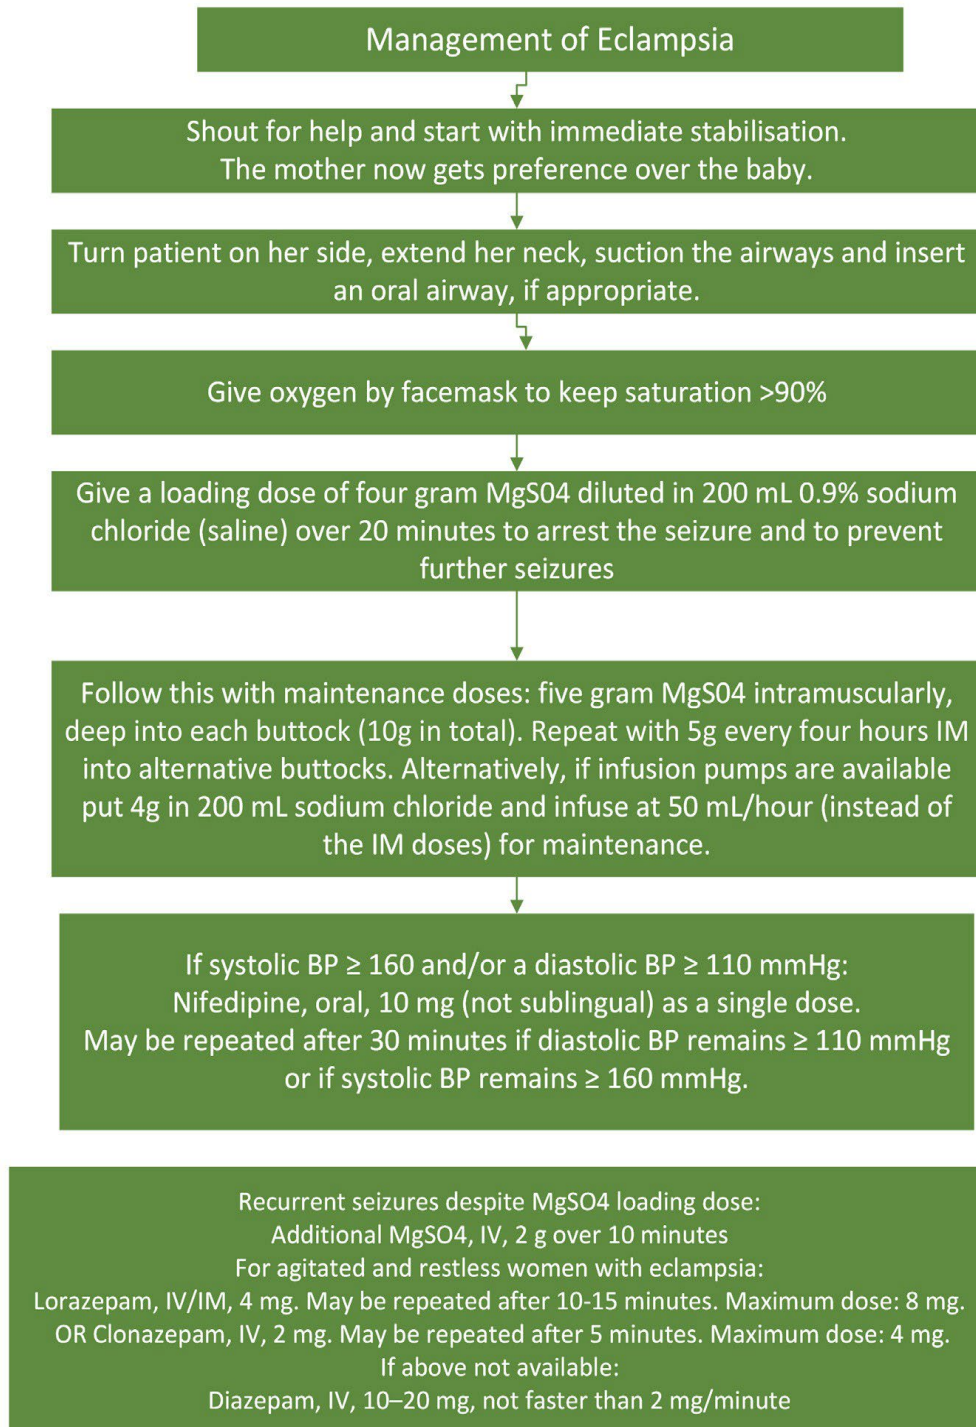 Management of Eclampsia
Shout for help and start with immediate stabilisation.
The mother now gets preference over the baby.
Turn patient on her side, extend her neck, suction the airways and insert
an oral airway, if appropriate.
Give oxygen by facemask to keep saturation >90%
Give a loading dose of four gram MgS04 diluted in 200 mL 0.9% sodium
chloride (saline) over 20 minutes to arrest the seizure and to prevent
further seizures
Follow this with maintenance doses: five gram MgS04 intramuscularly,
deep into each buttock (10g in total). Repeat with 5g every four hours IM
into alternative buttocks. Alternatively, if infusion pumps are available
put 4g in 200 mL sodium chloride and infuse at 50 mL/hour (instead of
the IM doses) for maintenance.
If systolic BP ≥ 160 and/or a diastolic BP ≥ 110 mmHg:
Nifedipine, oral, 10 mg (not sublingual) as a single dose.
May be repeated after 30 minutes if diastolic BP remains ≥ 110 mmHg
or if systolic BP remains ≥ 160 mmHg.
Recurrent seizures despite MgSO4 loading dose:
Additional MgSO4, IV, 2 g over 10 minutes
For agitated and restless women with eclampsia:
Lorazepam, IV/IM, 4 mg. May be repeated after 10-15 minutes. Maximum dose: 8 mg.
OR Clonazepam, IV, 2 mg. May be repeated after 5 minutes. Maximum dose: 4 mg.
If above not available:
Diazepam, IV, 10–20 mg, not faster than 2 mg/minute